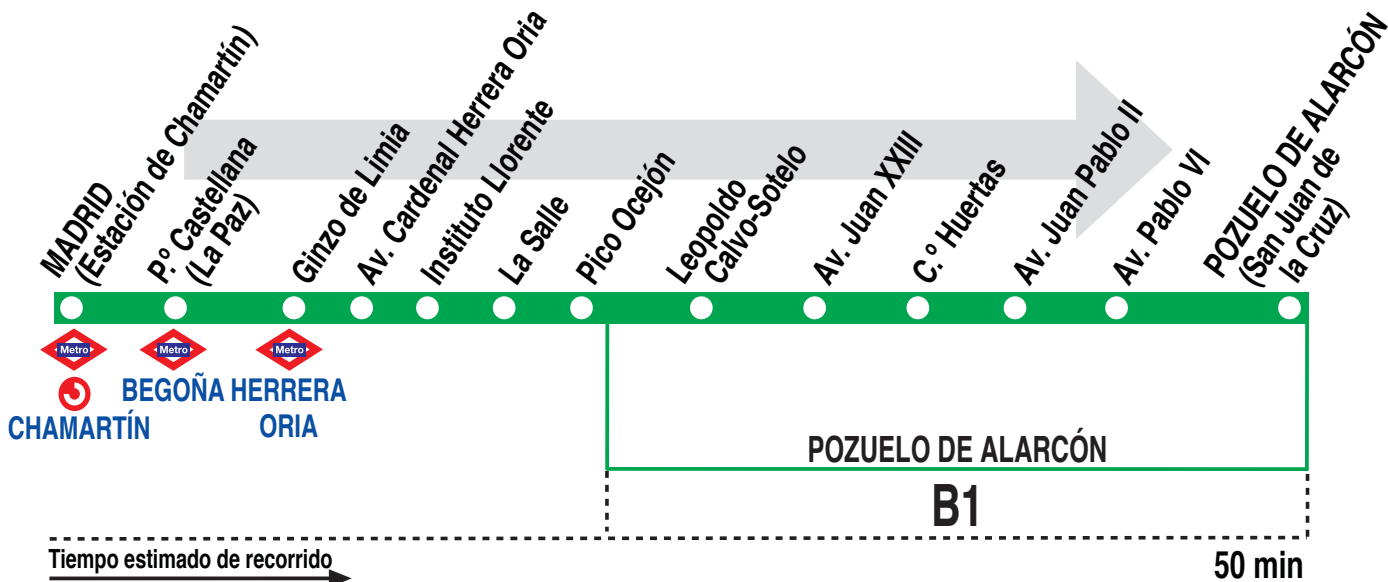 MADRID
(Estación de Chamartín)
P.º Castellana
(La Paz)
Ginzo de Limia
Av. Cardenal Herrera Oria
Instituto Llorente
La Salle
Pico Ocejón
Leopoldo
Calvo-Sotelo
Av. Juan XXIII
C.º Huertas
Av. Juan Pablo II
Av. Pablo VI
POZUELO DE ALARCÓN
(San Juan de
la Cruz)
Metro
Metro
Metro
CHAMARTÍN
BEGOÑA
HERRERA
ORIA
POZUELO DE ALARCÓN
B1
Tiempo estimado de recorrido
50 min